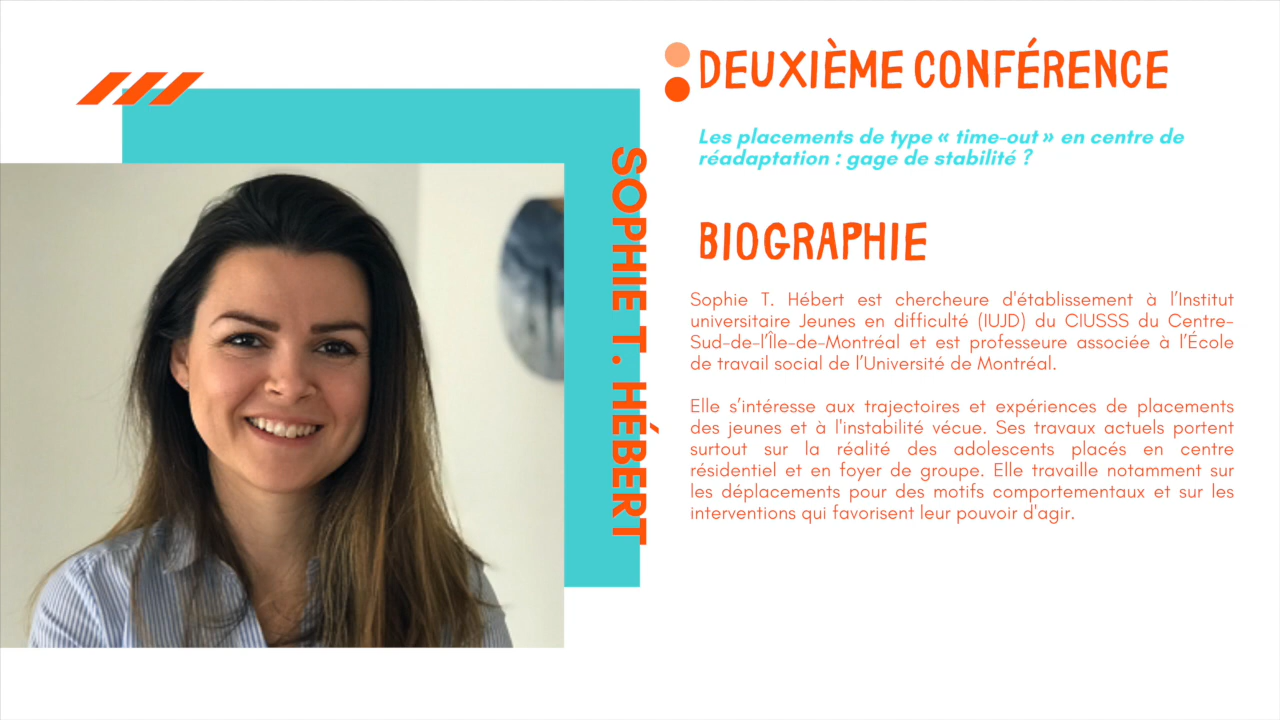 DEUXIÈME CONFÉRENCE
Les placements de type « time-out » en centre de
réadaptation : gage de stabilité ?
SOPHIE T. HÉBERT
BIOGRAPHIE
Sophie T. Hébert est chercheure d'établissement à l’Institut
universitaire Jeunes en difficulté (IUJD) du CIUSSS du Centre-
Sud-de-l’Île-de-Montréal et est professeure associée à l’École
de travail social de l’Université de Montréal.
Elle s’intéresse aux trajectoires et expériences de placements
des jeunes et à l'instabilité vécue. Ses travaux actuels portent
surtout sur la réalité des adolescents placés en centre
résidentiel et en foyer de groupe. Elle travaille notamment sur
les déplacements pour des motifs comportementaux et sur les
interventions qui favorisent leur pouvoir d'agir.